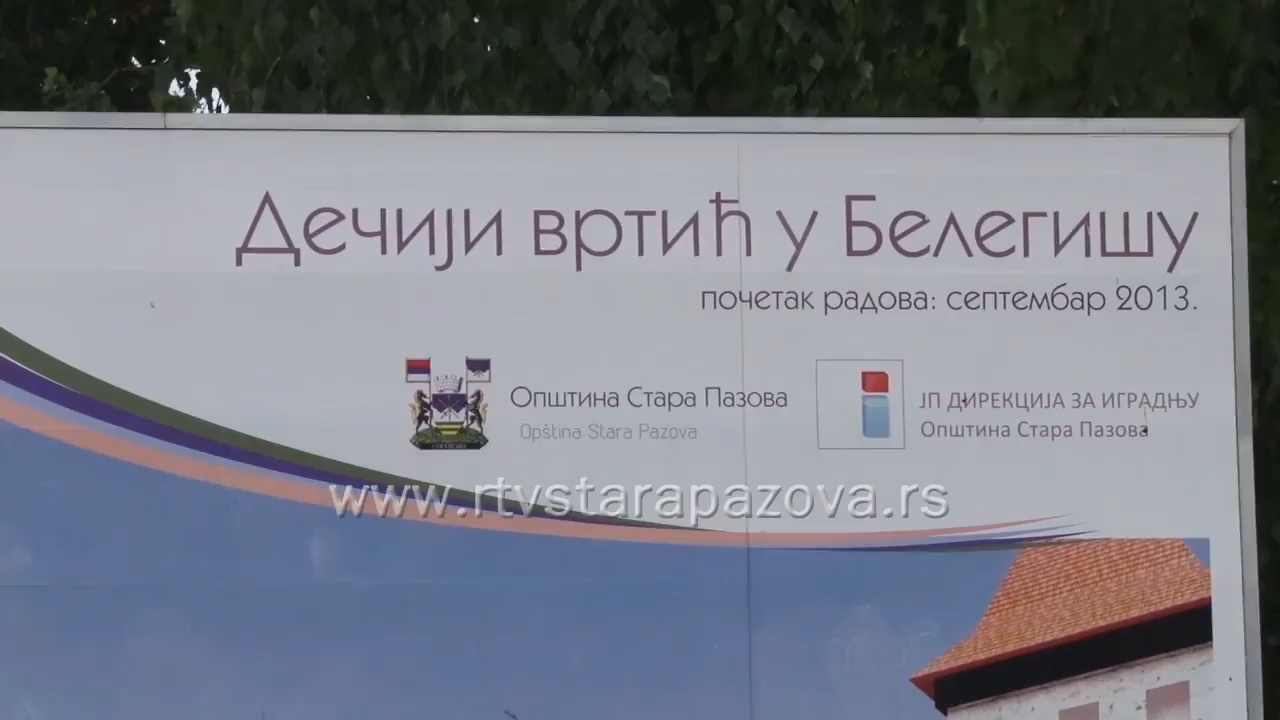 Дечији вртић у Белегишу
почетак радова: септембар 2013.
Општина Стара Пазова
Opština Stara Pazova
ЈП ДИРЕКЦИЈА ЗА ИГРАДЊУ
Општина Стара Пазова
www.rtvstarapazova.rs